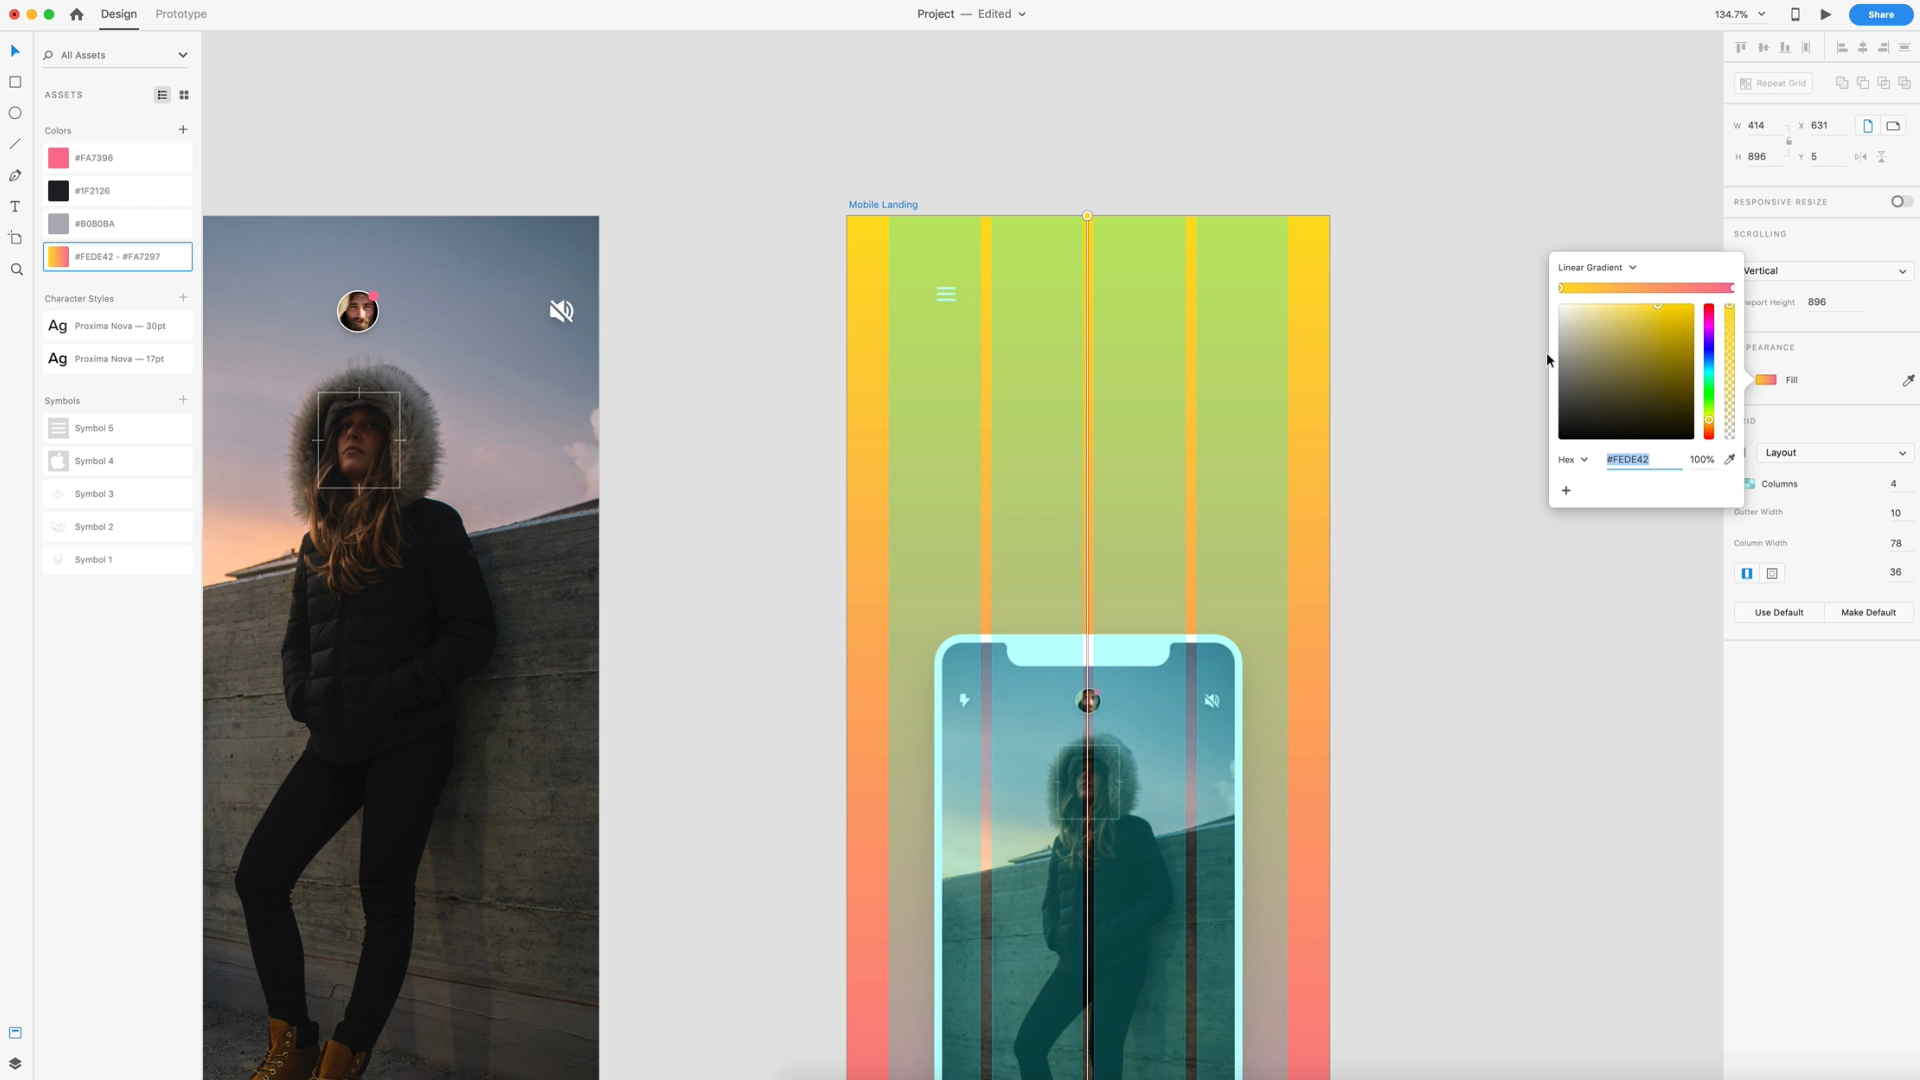 Design Prototype Project — Edited 134.7% Share
All Assets
ASSETS
Colors
#FA7396
#1F2126
#B0B0BA
#FEDE42 - #FA7297
Character Styles
Ag Proxima Nova — 30pt
Ag Proxima Nova — 17pt
Symbols
Symbol 5
Symbol 4
Symbol 3
Symbol 2
Symbol 1
Mobile Landing
Linear Gradient
Hex #FEDE42 100%
Repeat Grid
W 414 X 631
H 896 Y 5
RESPONSIVE RESIZE
SCROLLING
Vertical
wport Height 896
PEARANCE
Fill
ID
Layout
Columns 4
Gutter Width 10
Column Width 78
36
Use Default Make Default